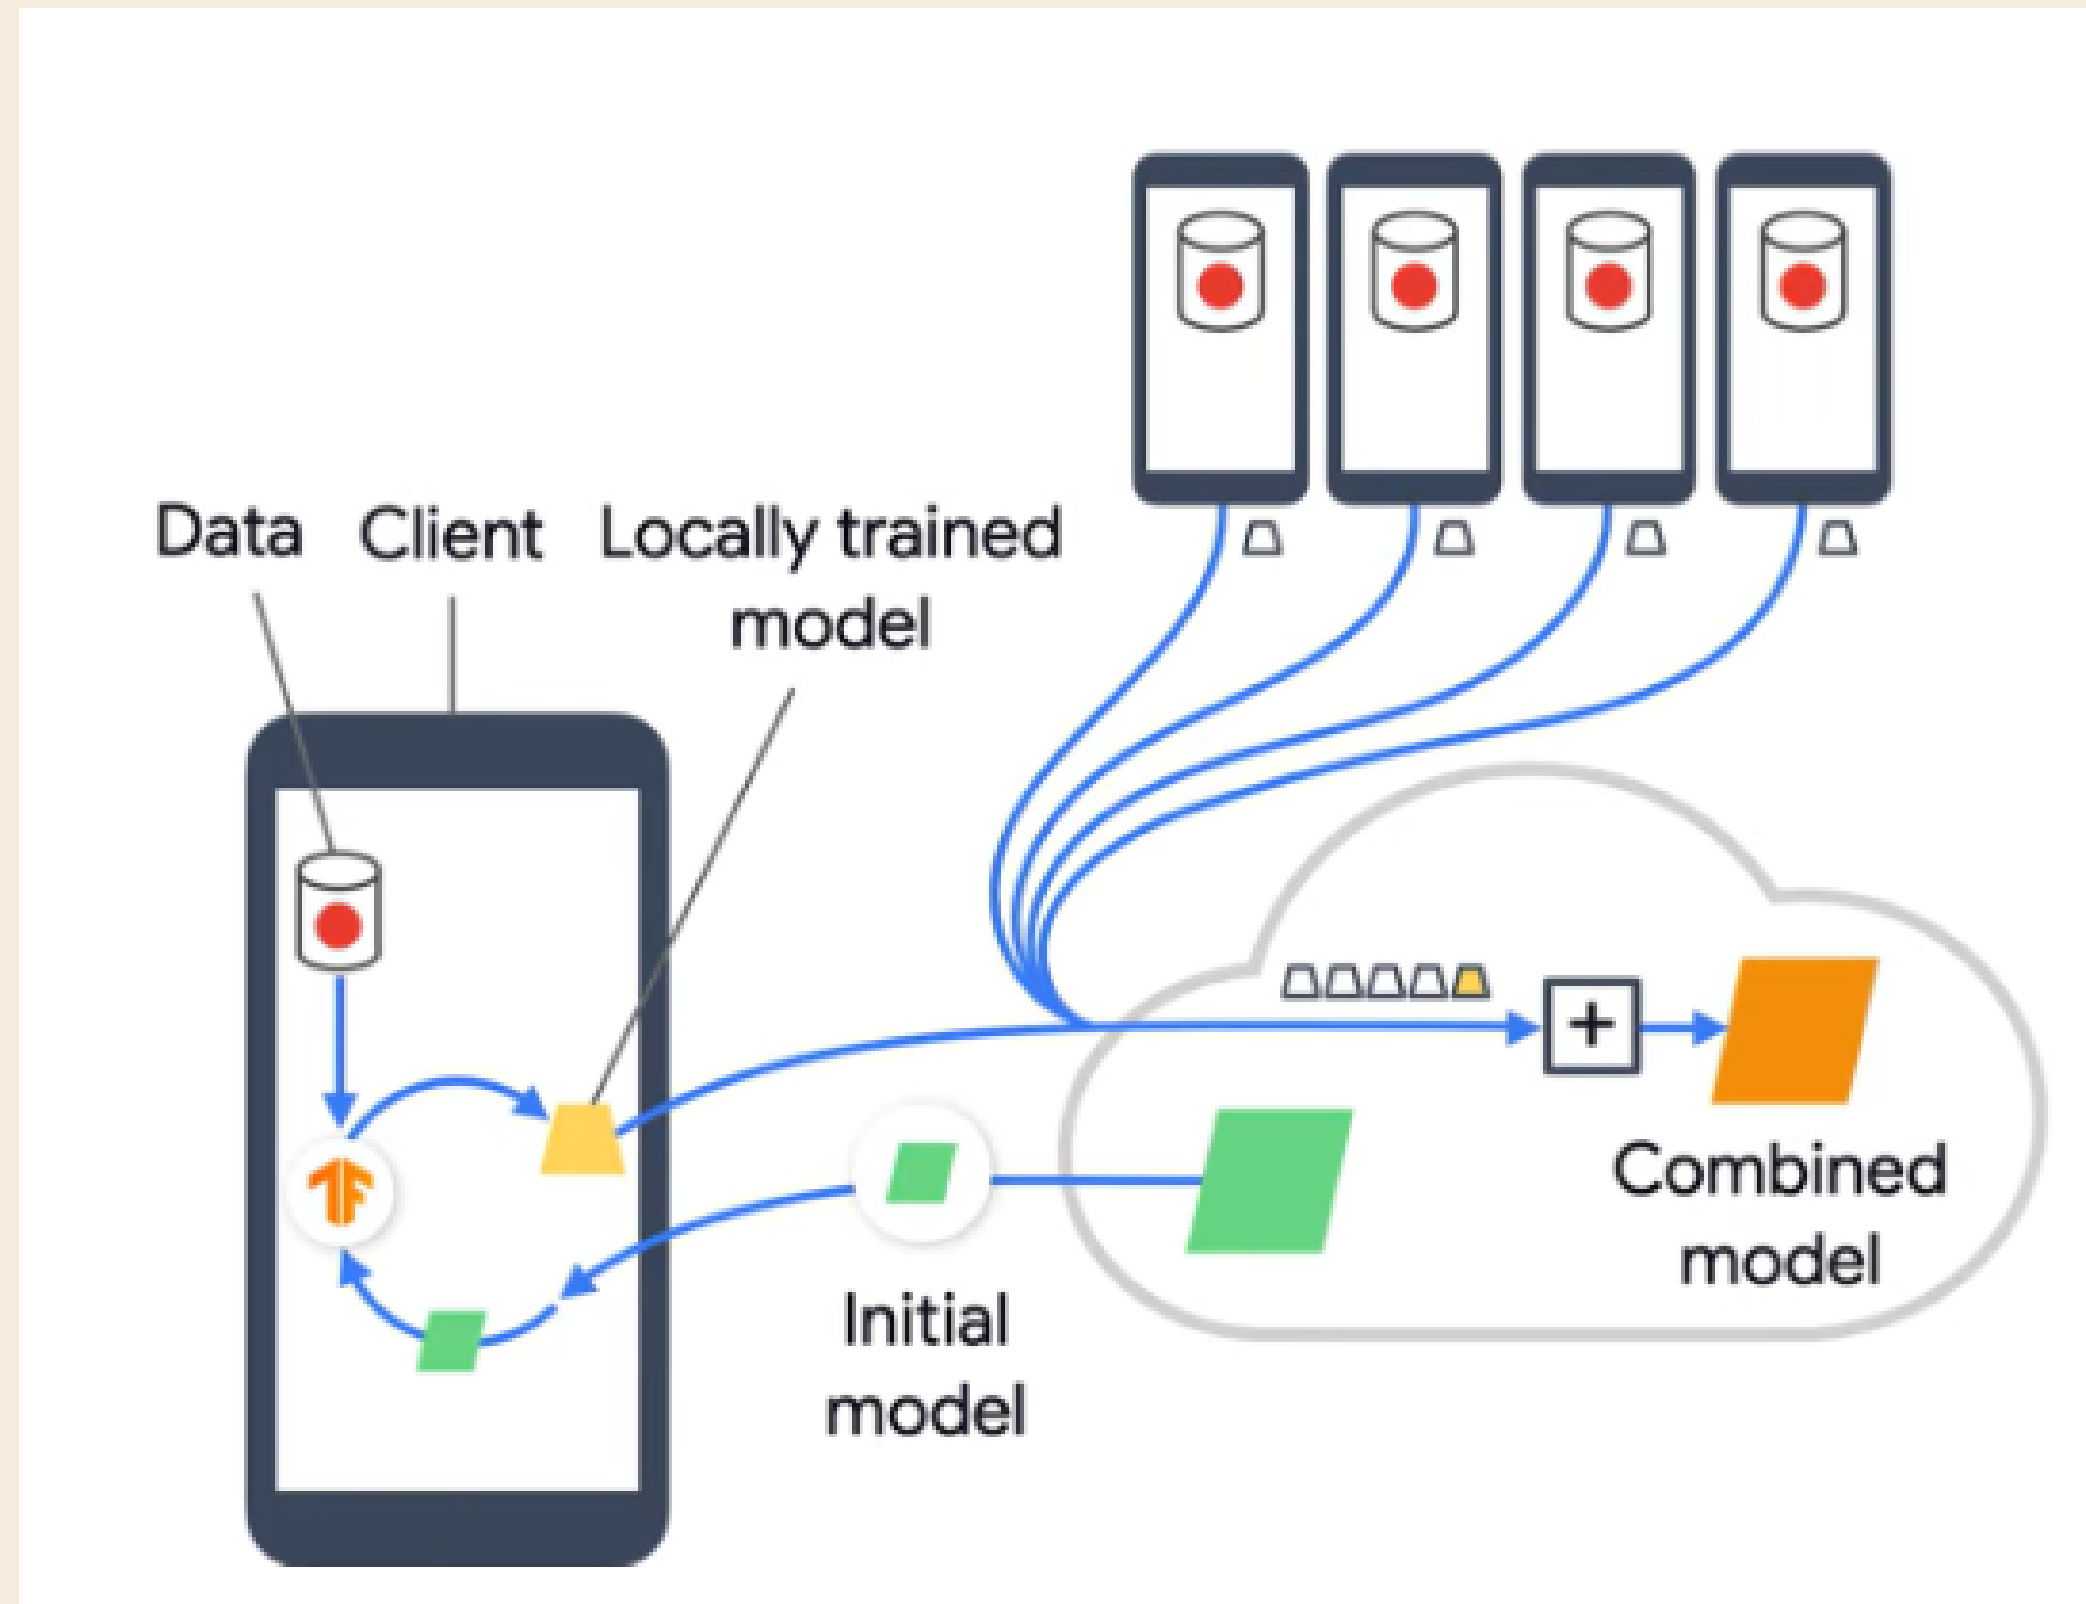 Data
Client
Locally trained
model
+
Combined
model
Initial
model